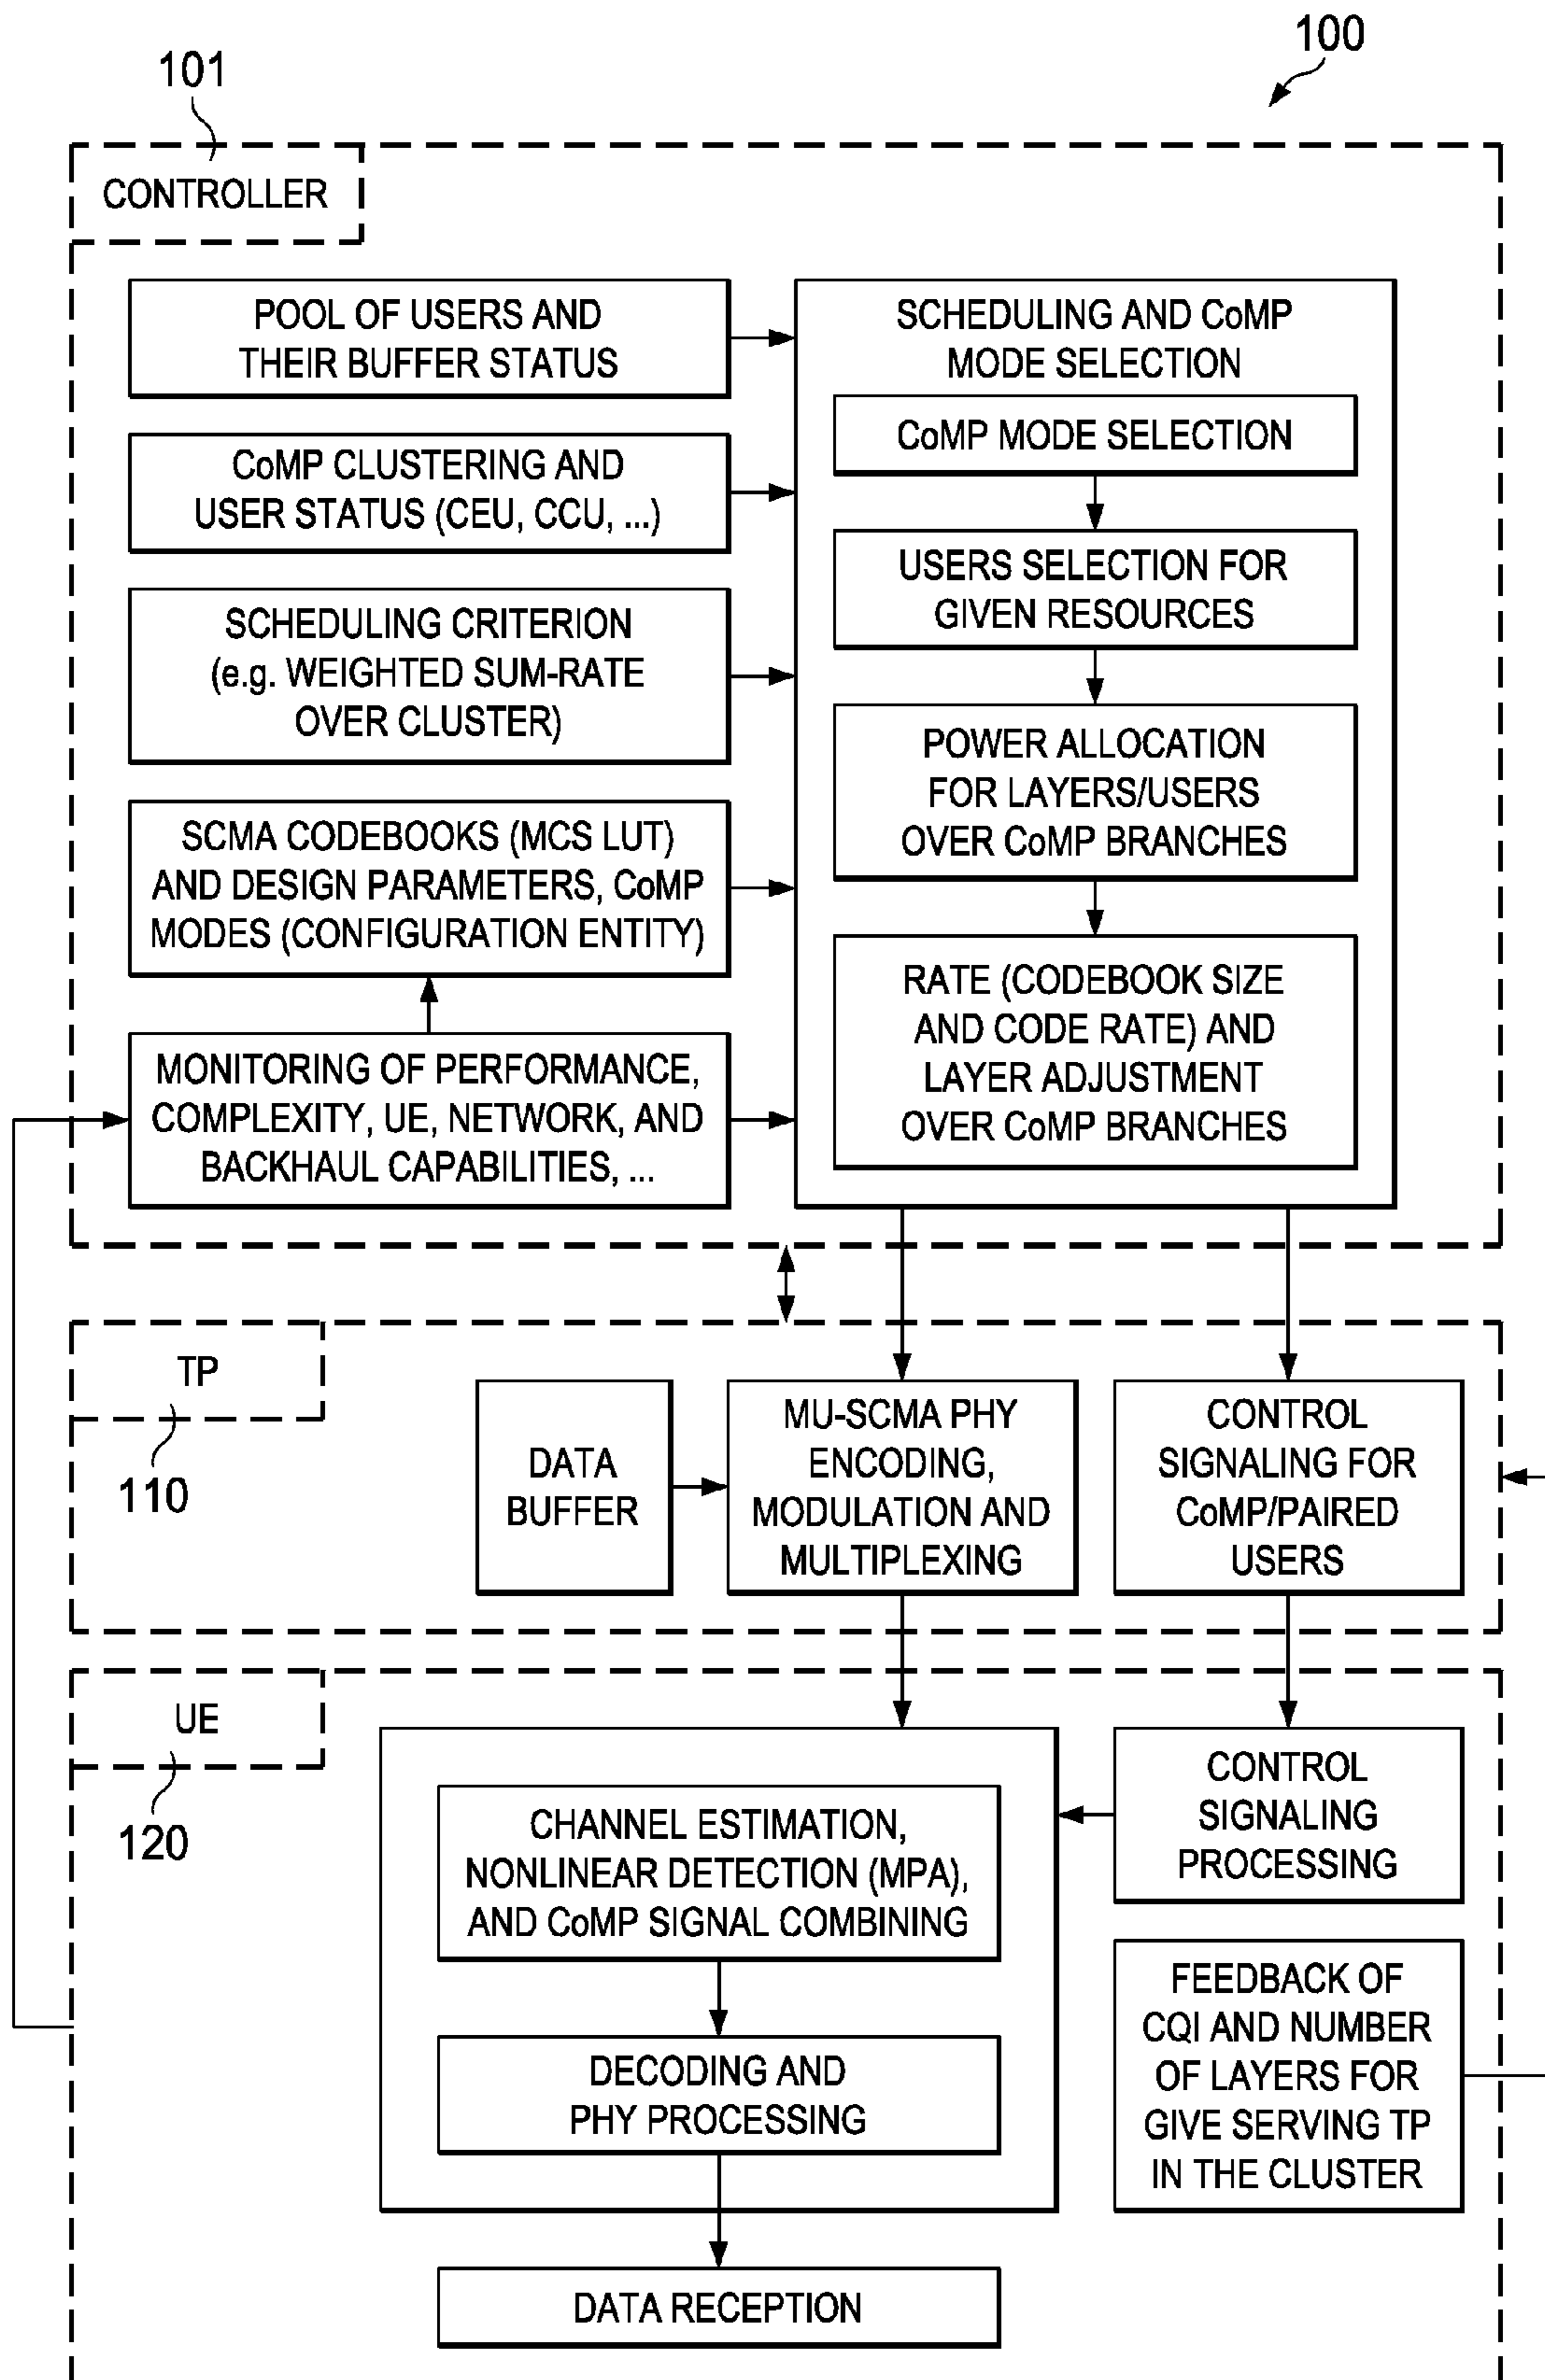 100
101
CONTROLLER
POOL OF USERS AND
THEIR BUFFER STATUS
CoMP CLUSTERING AND
USER STATUS (CEU, CCU, ...)
SCHEDULING CRITERION
(e.g. WEIGHTED SUM-RATE
OVER CLUSTER)
SCMA CODEBOOKS (MCS LUT)
AND DESIGN PARAMETERS, CoMP
MODES (CONFIGURATION ENTITY)
MONITORING OF PERFORMANCE,
COMPLEXITY, UE, NETWORK, AND
BACKHAUL CAPABILITIES, ...
SCHEDULING AND CoMP
MODE SELECTION
CoMP MODE SELECTION
USERS SELECTION FOR
GIVEN RESOURCES
POWER ALLOCATION
FOR LAYERS/USERS
OVER CoMP BRANCHES
RATE (CODEBOOK SIZE
AND CODE RATE) AND
LAYER ADJUSTMENT
OVER CoMP BRANCHES
TP
110
DATA
BUFFER
MU-SCMA PHY
ENCODING,
MODULATION AND
MULTIPLEXING
CONTROL
SIGNALING FOR
CoMP/PAIRED
USERS
UE
120
CHANNEL ESTIMATION,
NONLINEAR DETECTION (MPA),
AND CoMP SIGNAL COMBINING
DECODING AND
PHY PROCESSING
DATA RECEPTION
CONTROL
SIGNALING
PROCESSING
FEEDBACK OF
CQI AND NUMBER
OF LAYERS FOR
GIVE SERVING TP
IN THE CLUSTER